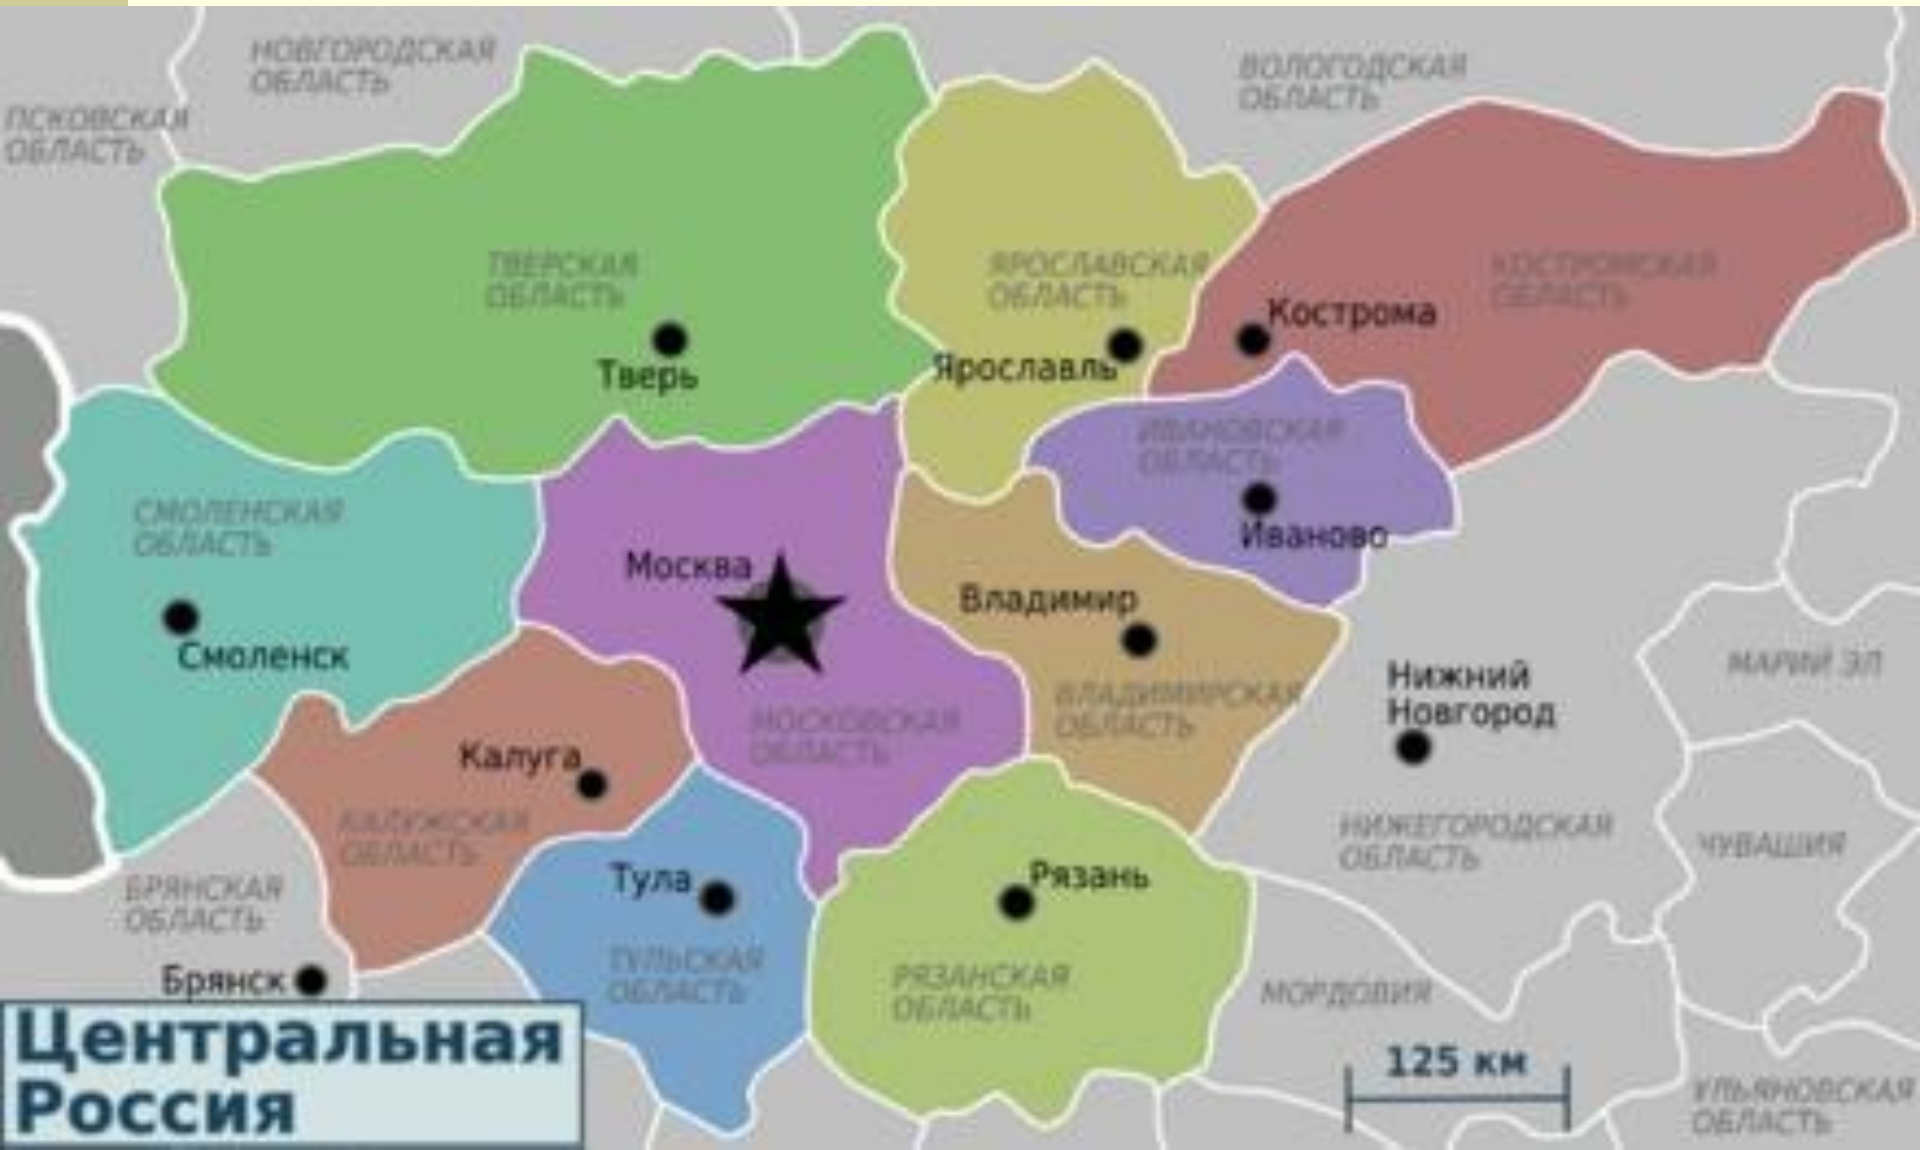 НОВГОРОДСКАЯ
ОБЛАСТЬ
ВОЛОГОДСКАЯ
ОБЛАСТЬ
ПСКОВСКАЯ
ОБЛАСТЬ
ТВЕРСКАЯ
ОБЛАСТЬ
Тверь
ЯРОСЛАВСКАЯ
ОБЛАСТЬ
Ярославль
КОСТРОМСКАЯ
ОБЛАСТЬ
Кострома
ИВАНОВСКАЯ
ОБЛАСТЬ
Иваново
СМОЛЕНСКАЯ
ОБЛАСТЬ
Смоленск
Москва
МОСКОВСКАЯ
ОБЛАСТЬ
Владимир
ВЛАДИМИРСКАЯ
ОБЛАСТЬ
Нижний
Новгород
НИЖЕГОРОДСКАЯ
ОБЛАСТЬ
МАРИЙ ЭЛ
ЧУВАШИЯ
Калуга
КАЛУЖСКАЯ
ОБЛАСТЬ
Тула
ТУЛЬСКАЯ
ОБЛАСТЬ
Рязань
РЯЗАНСКАЯ
ОБЛАСТЬ
БРЯНСКАЯ
ОБЛАСТЬ
Брянск
МОРДОВИЯ
125 км
УЛЬЯНОВСКАЯ
ОБЛАСТЬ
Центральная
Россия